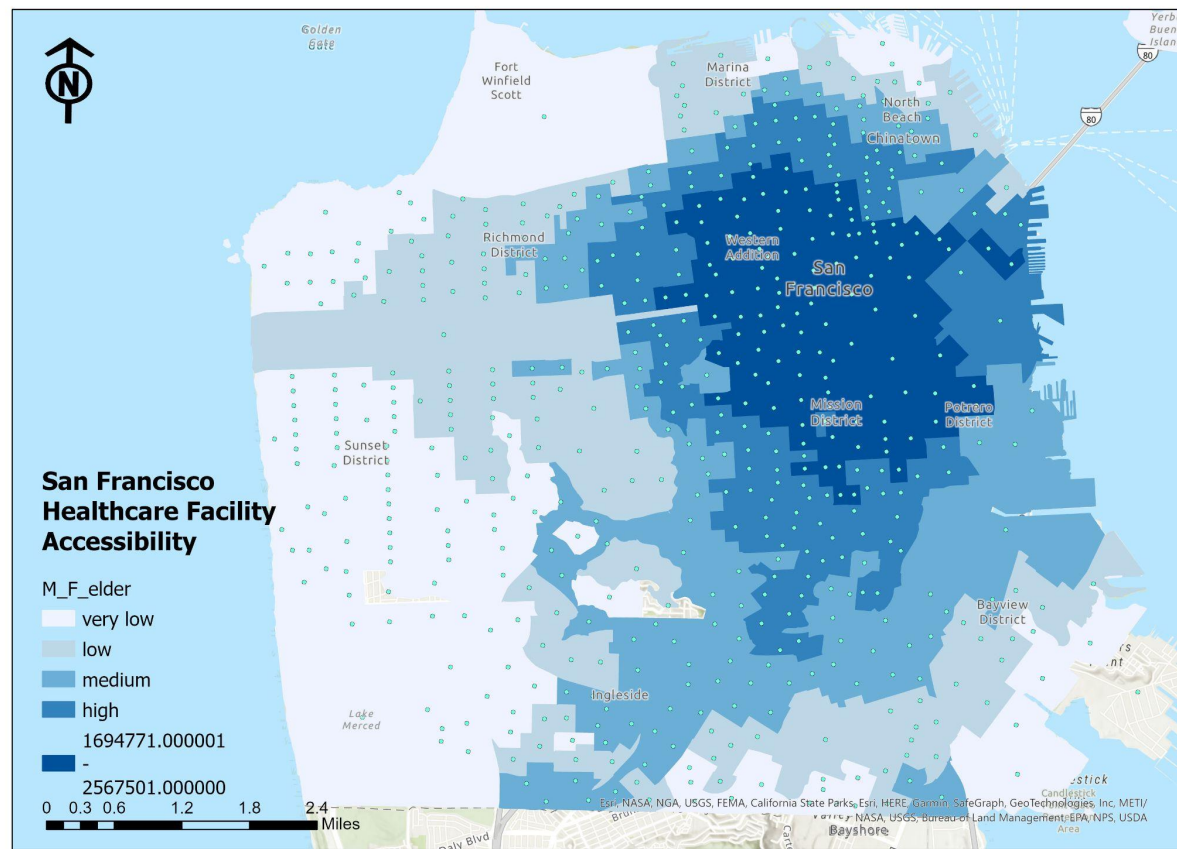 Golden
Gate
Yerb
Buen
Island
80
N
Fort
Winfield
Scott
Marina
District
80
North
Beach
Chinatown
Richmond
District
Western
Addition
San
Francisco
Mission
District
Potrero
District
Sunset
District
San Francisco
Healthcare Facility
Accessibility
M_F_elder
very low
low
medium
high
1694771.000001
-
2567501.000000
Bayview
District
Ingleside
Lake
Merced
0 0.3 0.6 1.2 1.8 2.4
Miles
Esri, NASA, NGA, USGS, FEMA, California State Parks, Esri, HERE, Garmin, SafeGraph, GeoTechnologies, Inc, METI/
NASA, USGS, Bureau of Land Management, EPA, NPS, USDA
Candlestick
Area
Daly Blvd
Bayshore